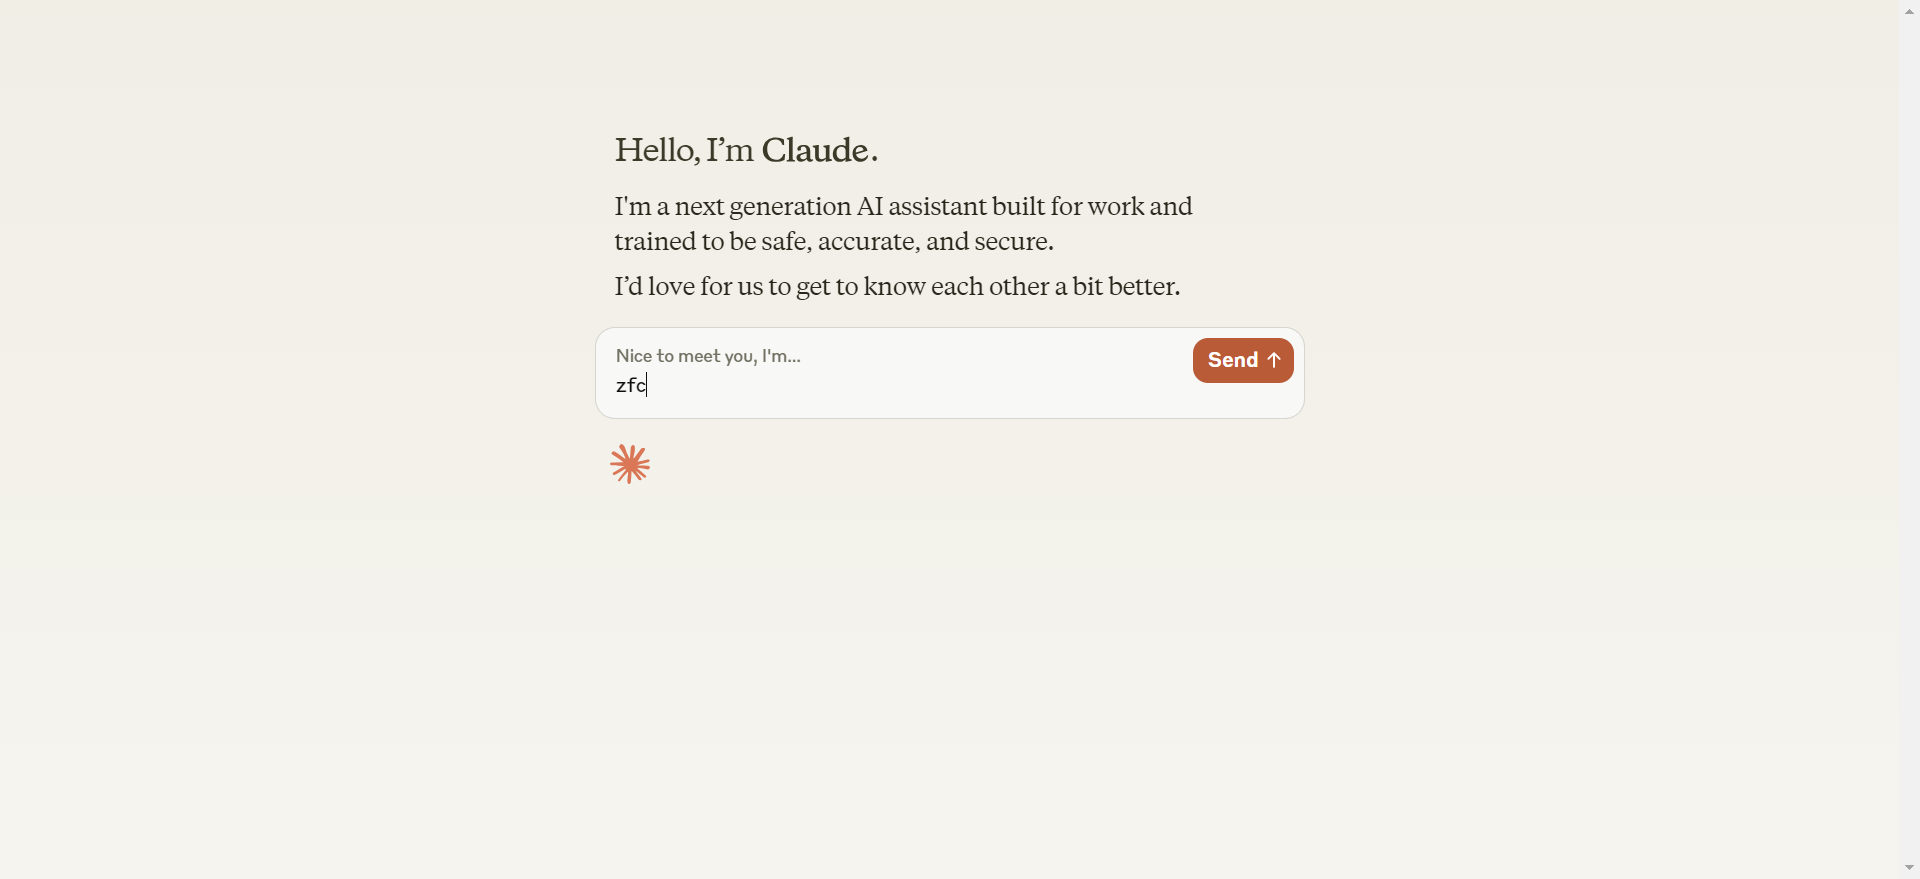 Hello, I’m Claude.
I'm a next generation AI assistant built for work and
trained to be safe, accurate, and secure.
I’d love for us to get to know each other a bit better.
Nice to meet you, I'm...
zfc
Send ↑